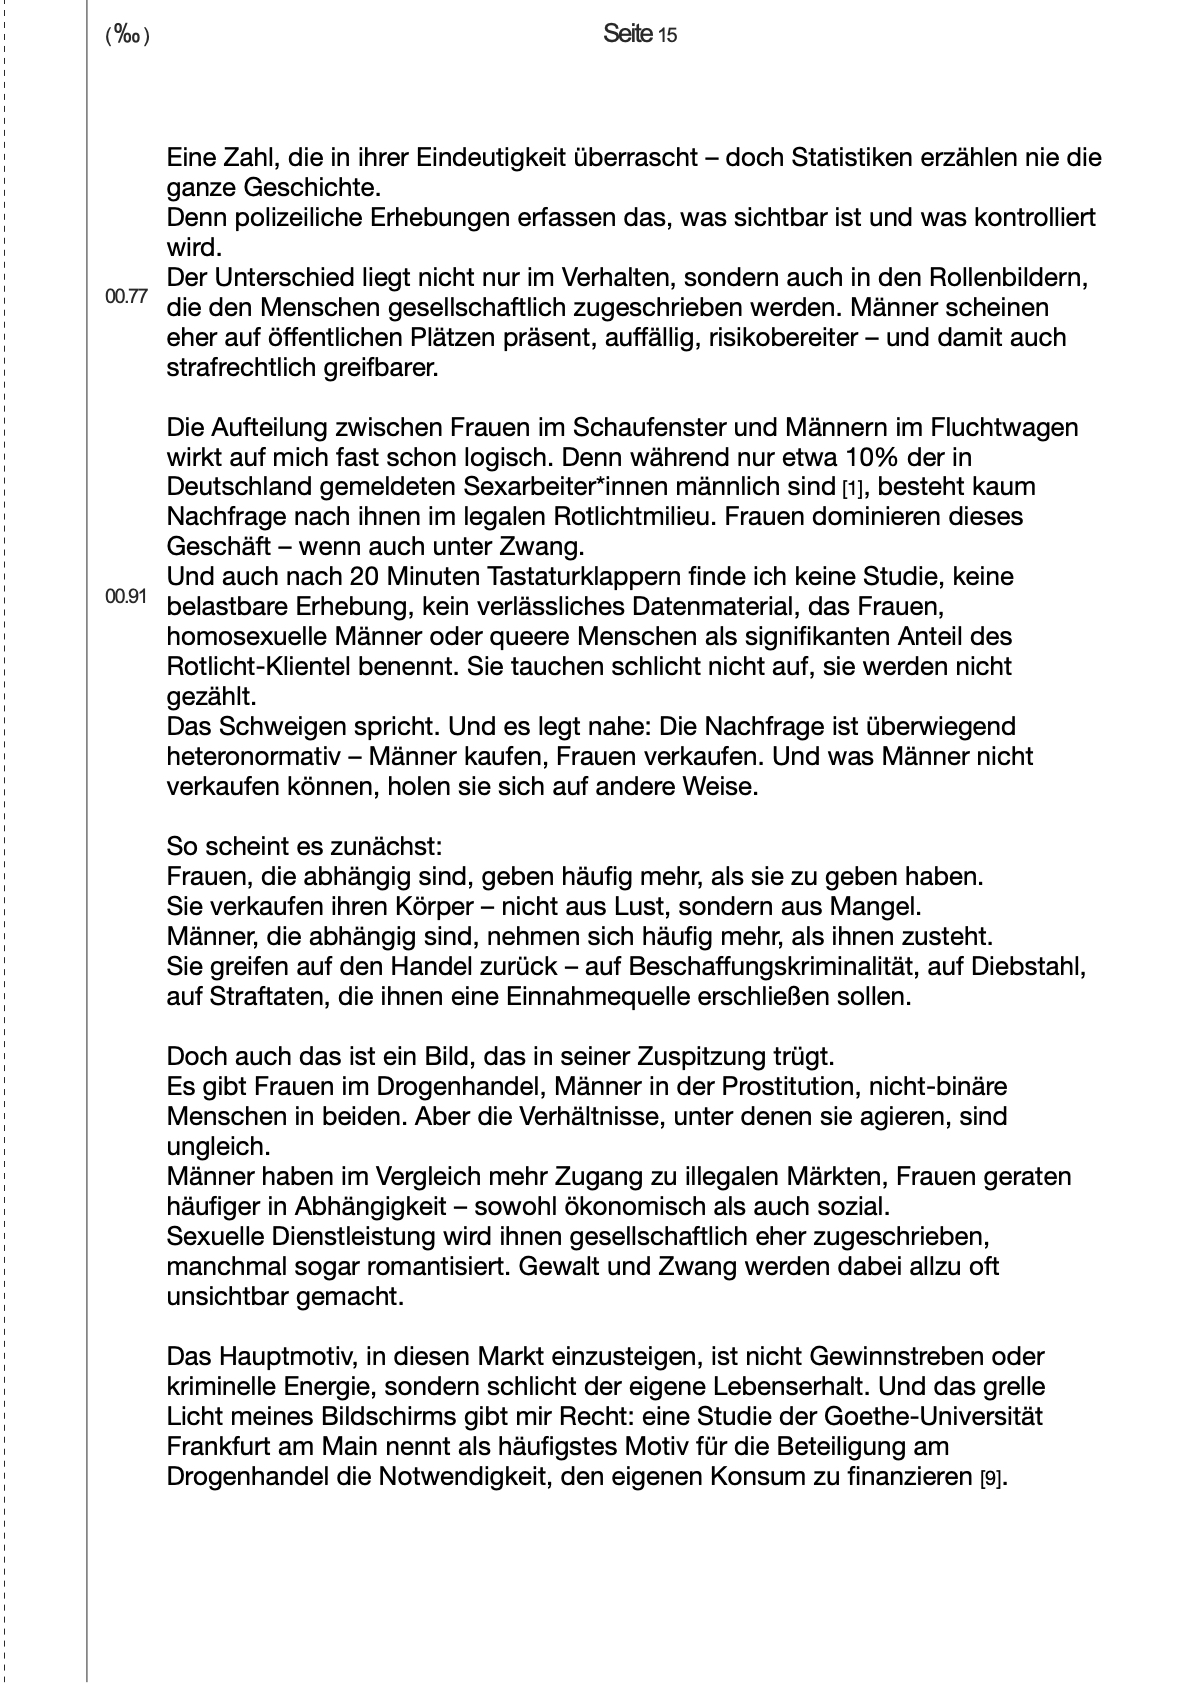 (‰)
Seite 15
Eine Zahl, die in ihrer Eindeutigkeit überrascht – doch Statistiken erzählen nie die
ganze Geschichte.
Denn polizeiliche Erhebungen erfassen das, was sichtbar ist und was kontrolliert
wird.
Der Unterschied liegt nicht nur im Verhalten, sondern auch in den Rollenbildern,
00.77
die den Menschen gesellschaftlich zugeschrieben werden. Männer scheinen
eher auf öffentlichen Plätzen präsent, auffällig, risikobereiter – und damit auch
strafrechtlich greifbarer.
Die Aufteilung zwischen Frauen im Schaufenster und Männern im Fluchtwagen
wirkt auf mich fast schon logisch. Denn während nur etwa 10% der in
Deutschland gemeldeten Sexarbeiter*innen männlich sind [1], besteht kaum
Nachfrage nach ihnen im legalen Rotlichtmilieu. Frauen dominieren dieses
Geschäft – wenn auch unter Zwang.
Und auch nach 20 Minuten Tastaturklappern finde ich keine Studie, keine
00.91
belastbare Erhebung, kein verlässliches Datenmaterial, das Frauen,
homosexuelle Männer oder queere Menschen als signifikanten Anteil des
Rotlicht-Klientel benennt. Sie tauchen schlicht nicht auf, sie werden nicht
gezählt.
Das Schweigen spricht. Und es legt nahe: Die Nachfrage ist überwiegend
heteronormativ – Männer kaufen, Frauen verkaufen. Und was Männer nicht
verkaufen können, holen sie sich auf andere Weise.
So scheint es zunächst:
Frauen, die abhängig sind, geben häufig mehr, als sie zu geben haben.
Sie verkaufen ihren Körper – nicht aus Lust, sondern aus Mangel.
Männer, die abhängig sind, nehmen sich häufig mehr, als ihnen zusteht.
Sie greifen auf den Handel zurück – auf Beschaffungskriminalität, auf Diebstahl,
auf Straftaten, die ihnen eine Einnahmequelle erschließen sollen.
Doch auch das ist ein Bild, das in seiner Zuspitzung trügt.
Es gibt Frauen im Drogenhandel, Männer in der Prostitution, nicht-binäre
Menschen in beiden. Aber die Verhältnisse, unter denen sie agieren, sind
ungleich.
Männer haben im Vergleich mehr Zugang zu illegalen Märkten, Frauen geraten
häufiger in Abhängigkeit – sowohl ökonomisch als auch sozial.
Sexuelle Dienstleistung wird ihnen gesellschaftlich eher zugeschrieben,
manchmal sogar romantisiert. Gewalt und Zwang werden dabei allzu oft
unsichtbar gemacht.
Das Hauptmotiv, in diesen Markt einzusteigen, ist nicht Gewinnstreben oder
kriminelle Energie, sondern schlicht der eigene Lebenserhalt. Und das grelle
Licht meines Bildschirms gibt mir Recht: eine Studie der Goethe-Universität
Frankfurt am Main nennt als häufigstes Motiv für die Beteiligung am
Drogenhandel die Notwendigkeit, den eigenen Konsum zu finanzieren [9].